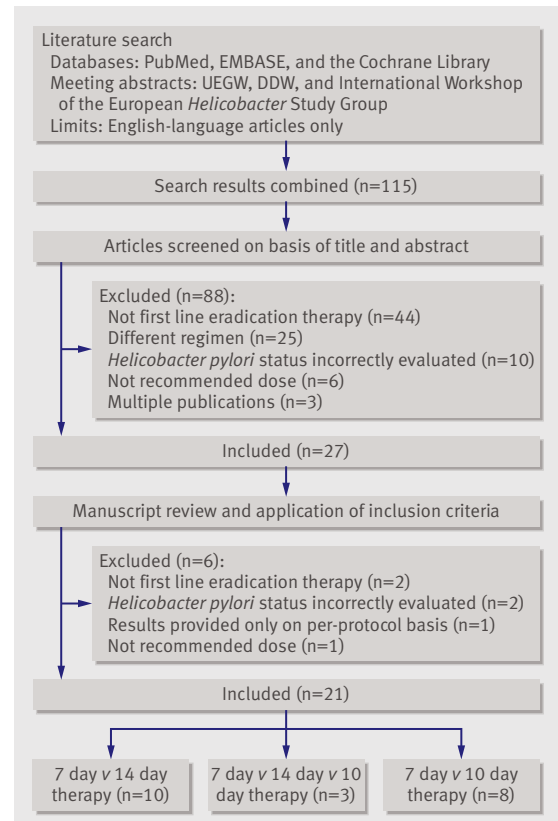 Literature search
Databases: PubMed, EMBASE, and the Cochrane Library
Meeting abstracts: UEGW, DDW, and International Workshop
of the European Helicobacter Study Group
Limits: English-language articles only
Search results combined (n=115)
Articles screened on basis of title and abstract
Excluded (n=88):
Not first line eradication therapy (n=44)
Different regimen (n=25)
Helicobacter pylori status incorrectly evaluated (n=10)
Not recommended dose (n=6)
Multiple publications (n=3)
Included (n=27)
Manuscript review and application of inclusion criteria
Excluded (n=6):
Not first line eradication therapy (n=2)
Helicobacter pylori status incorrectly evaluated (n=2)
Results provided only on per-protocol basis (n=1)
Not recommended dose (n=1)
Included (n=21)
7 day v 14 day
therapy (n=10)
7 day v 14 day v 10
day therapy (n=3)
7 day v 10 day
therapy (n=8)